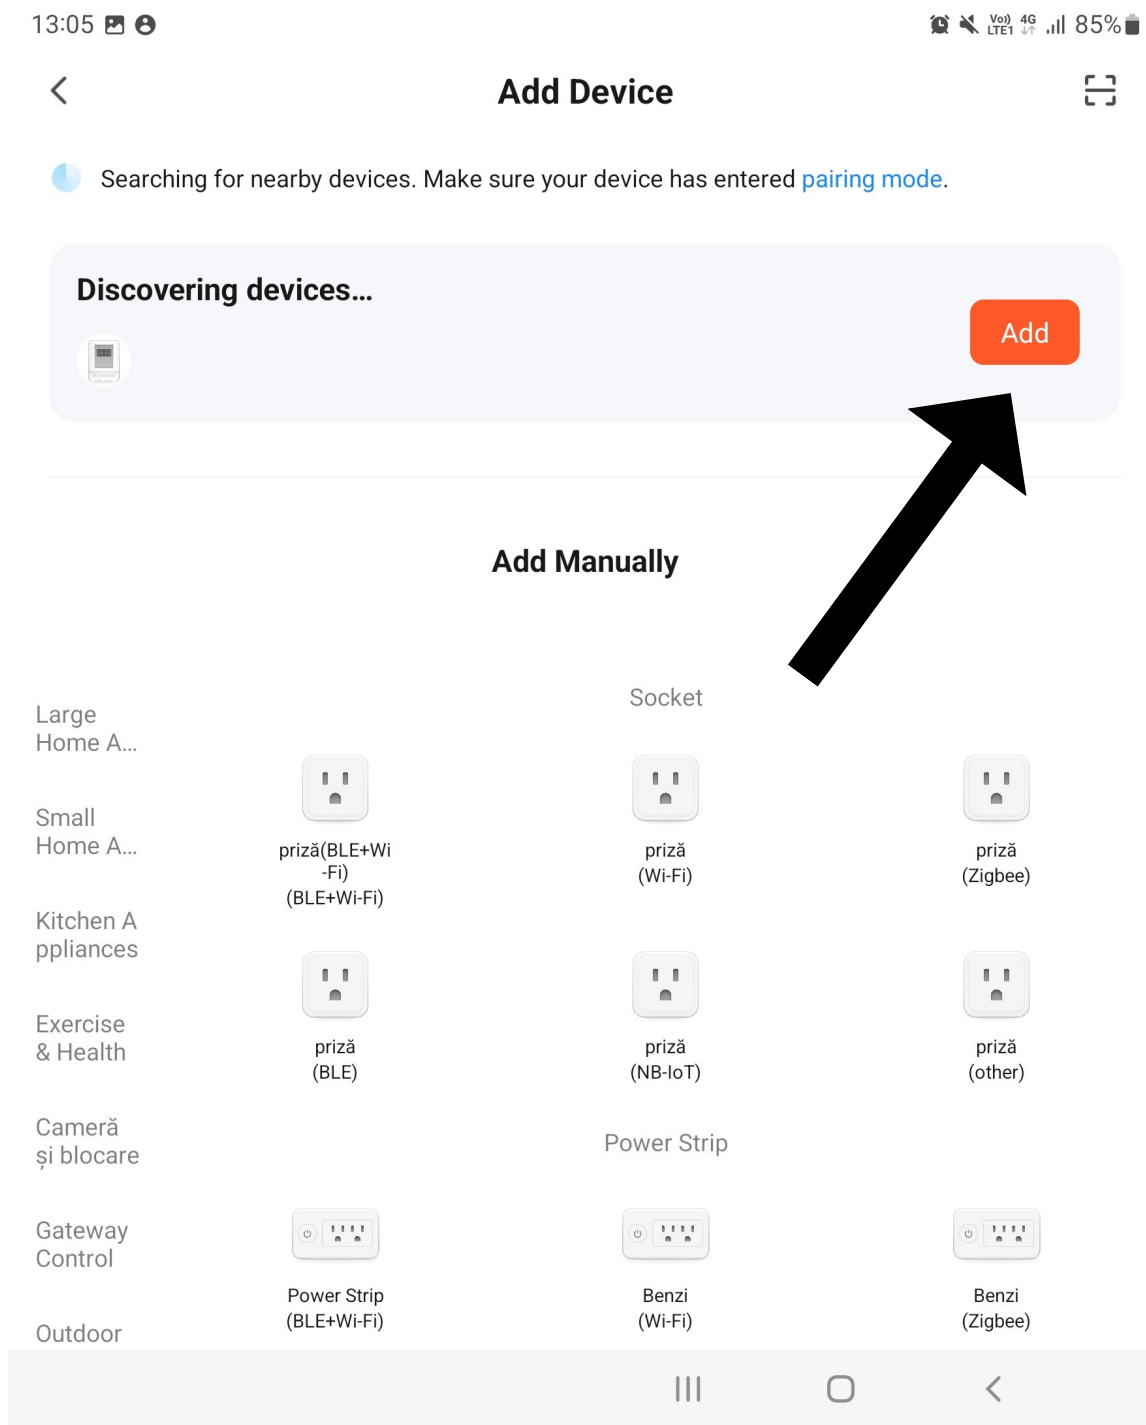 13:05
Vo)) LTE1 4G 85%
Add Device
Searching for nearby devices. Make sure your device has entered pairing mode.
Discovering devices...
Add
Add Manually
Large
Home A...
Small
Home A...
Kitchen A
ppliances
Exercise
& Health
Cameră
și blocare
Gateway
Control
Outdoor
Socket
priză(BLE+Wi
-Fi)
(BLE+Wi-Fi)
priză
(Wi-Fi)
priză
(Zigbee)
priză
(BLE)
priză
(NB-IoT)
priză
(other)
Power Strip
Power Strip
(BLE+Wi-Fi)
Benzi
(Wi-Fi)
Benzi
(Zigbee)